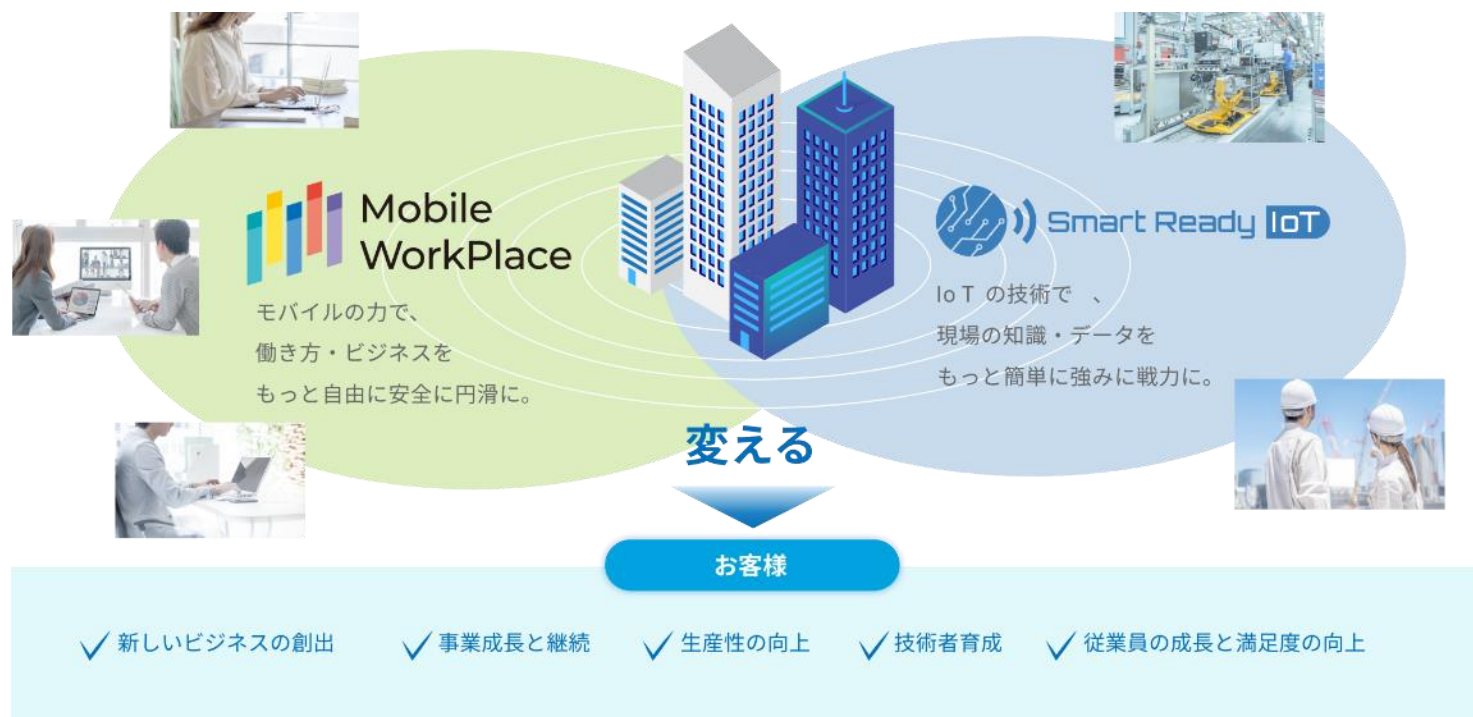 Mobile
WorkPlace
モバイルの力で、
働き方・ビジネスを
もっと自由に安全に円滑に。
Smart Ready IoT
IoT の技術で 、
現場の知識・データを
もっと簡単に強みに戦力に。
変える
お客様
新しいビジネスの創出
事業成長と継続
生産性の向上
技術者育成
従業員の成長と満足度の向上